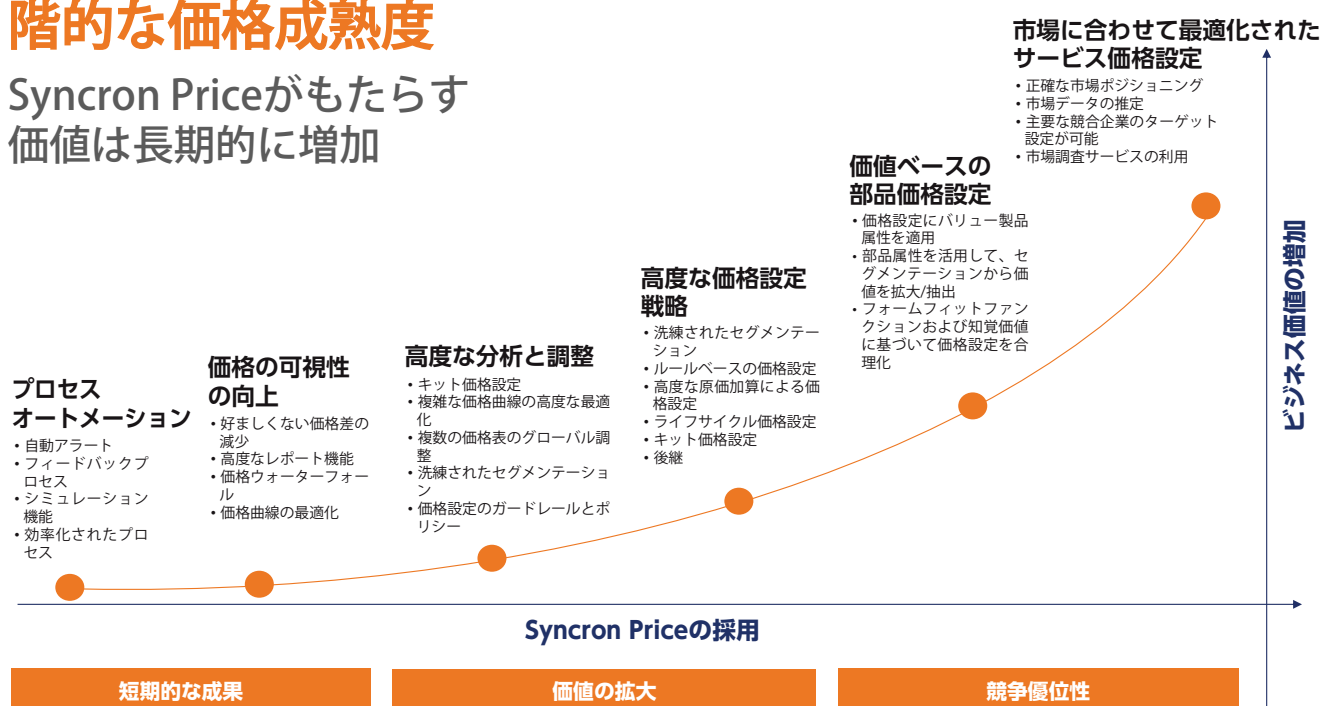 階的な価格成熟度
Syncron Priceがもたらす
価値は長期的に増加
プロセス
オートメーション
・自動アラート
・フィードバックプ
ロセス
・シミュレーション
機能
・効率化されたプロ
セス
価格の可視性
の向上
・好ましくない価格差の
減少
・高度なレポート機能
・価格ウォーターフォー
ル
・価格曲線の最適化
高度な分析と調整
・キット価格設定
・複雑な価格曲線の高度な最適
化
・複数の価格表のグローバル調
整
・洗練されたセグメンテーショ
ン
・価格設定のガードレールとポ
リシー
高度な価格設定
戦略
・洗練されたセグメンテー
ション
・ルールベースの価格設定
・高度な原価加算による価
格設定
・ライフサイクル価格設定
・キット価格設定
・後継
価値ベースの
部品価格設定
・価格設定にバリュー製品
属性を適用
・部品属性を活用して、セ
グメンテーションから価
値を拡大/抽出
・フォームフィットファン
クションおよび知覚価値
に基づいて価格設定を合
理化
市場に合わせて最適化された
サービス価格設定
・正確な市場ポジショニング
・市場データの推定
・主要な競合企業のターゲット
設定が可能
・市場調査サービスの利用
ビジネス価値の増加
Syncron Priceの採用
短期的な成果
価値の拡大
競争優位性